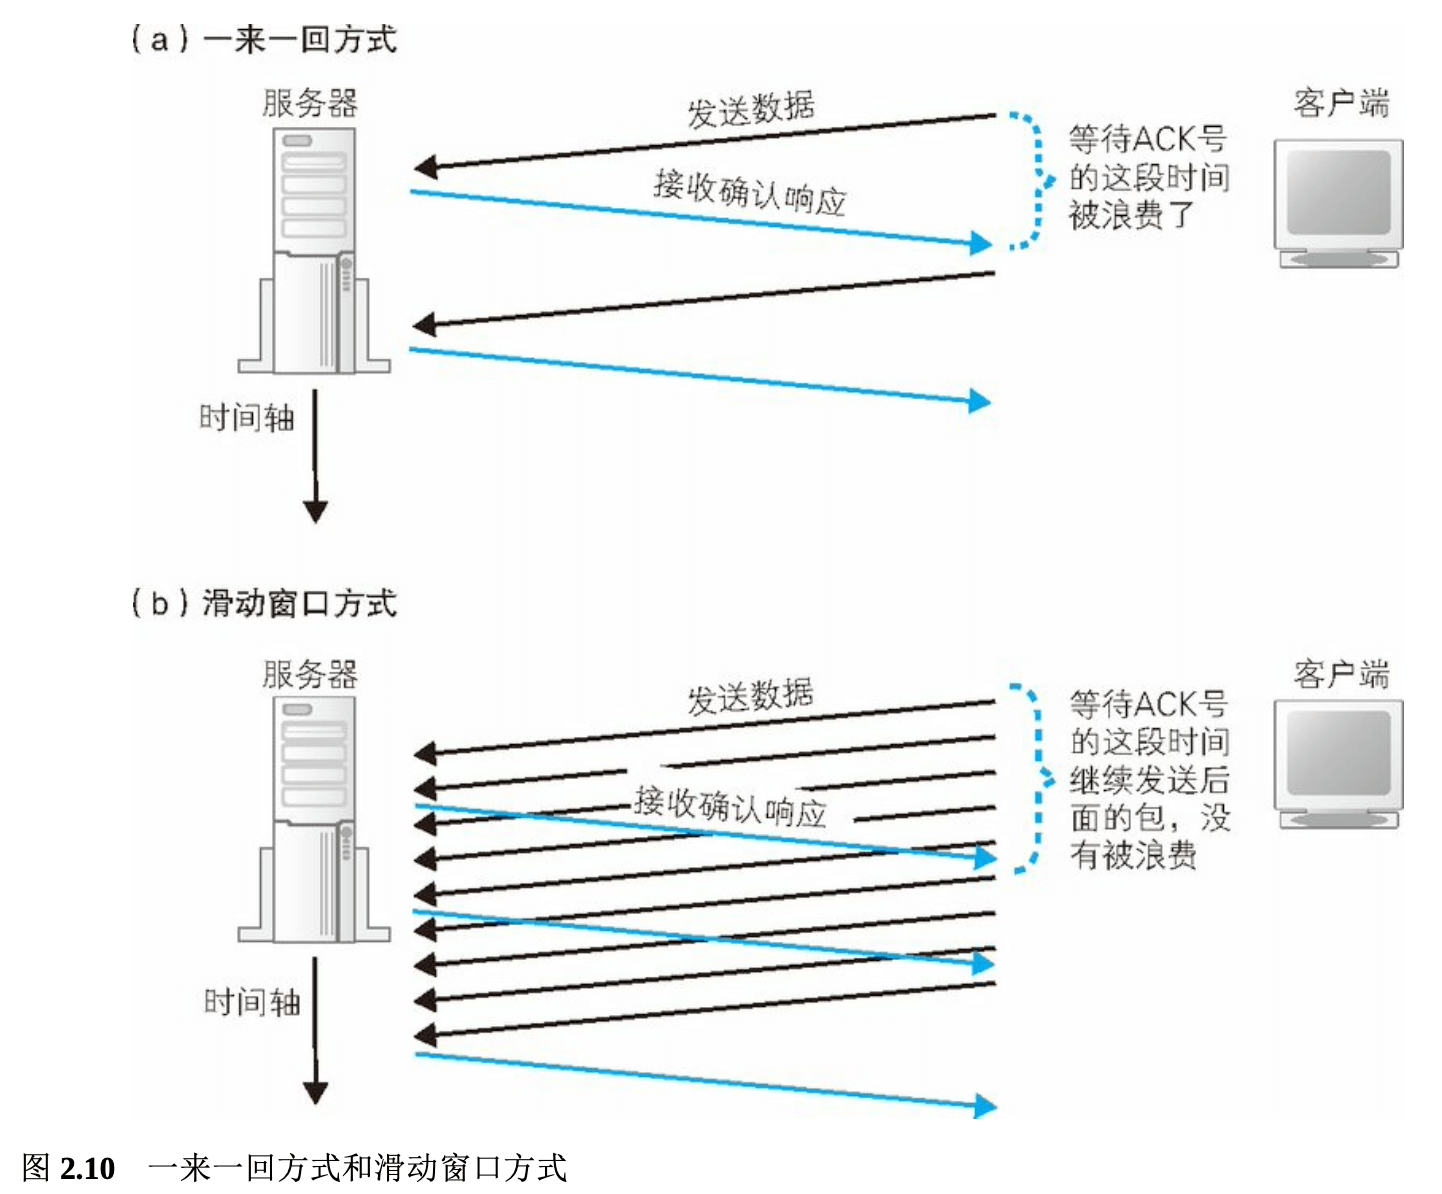 (a)一来一回方式
服务器
发送数据
客户端
等待ACK号
的这段时间
被浪费了
接收确认响应
时间轴
(b)滑动窗口方式
服务器
发送数据
客户端
等待ACK号
的这段时间
继续发送后
面的包，没
有被浪费
接收确认响应
时间轴
图 2.10 一来一回方式和滑动窗口方式